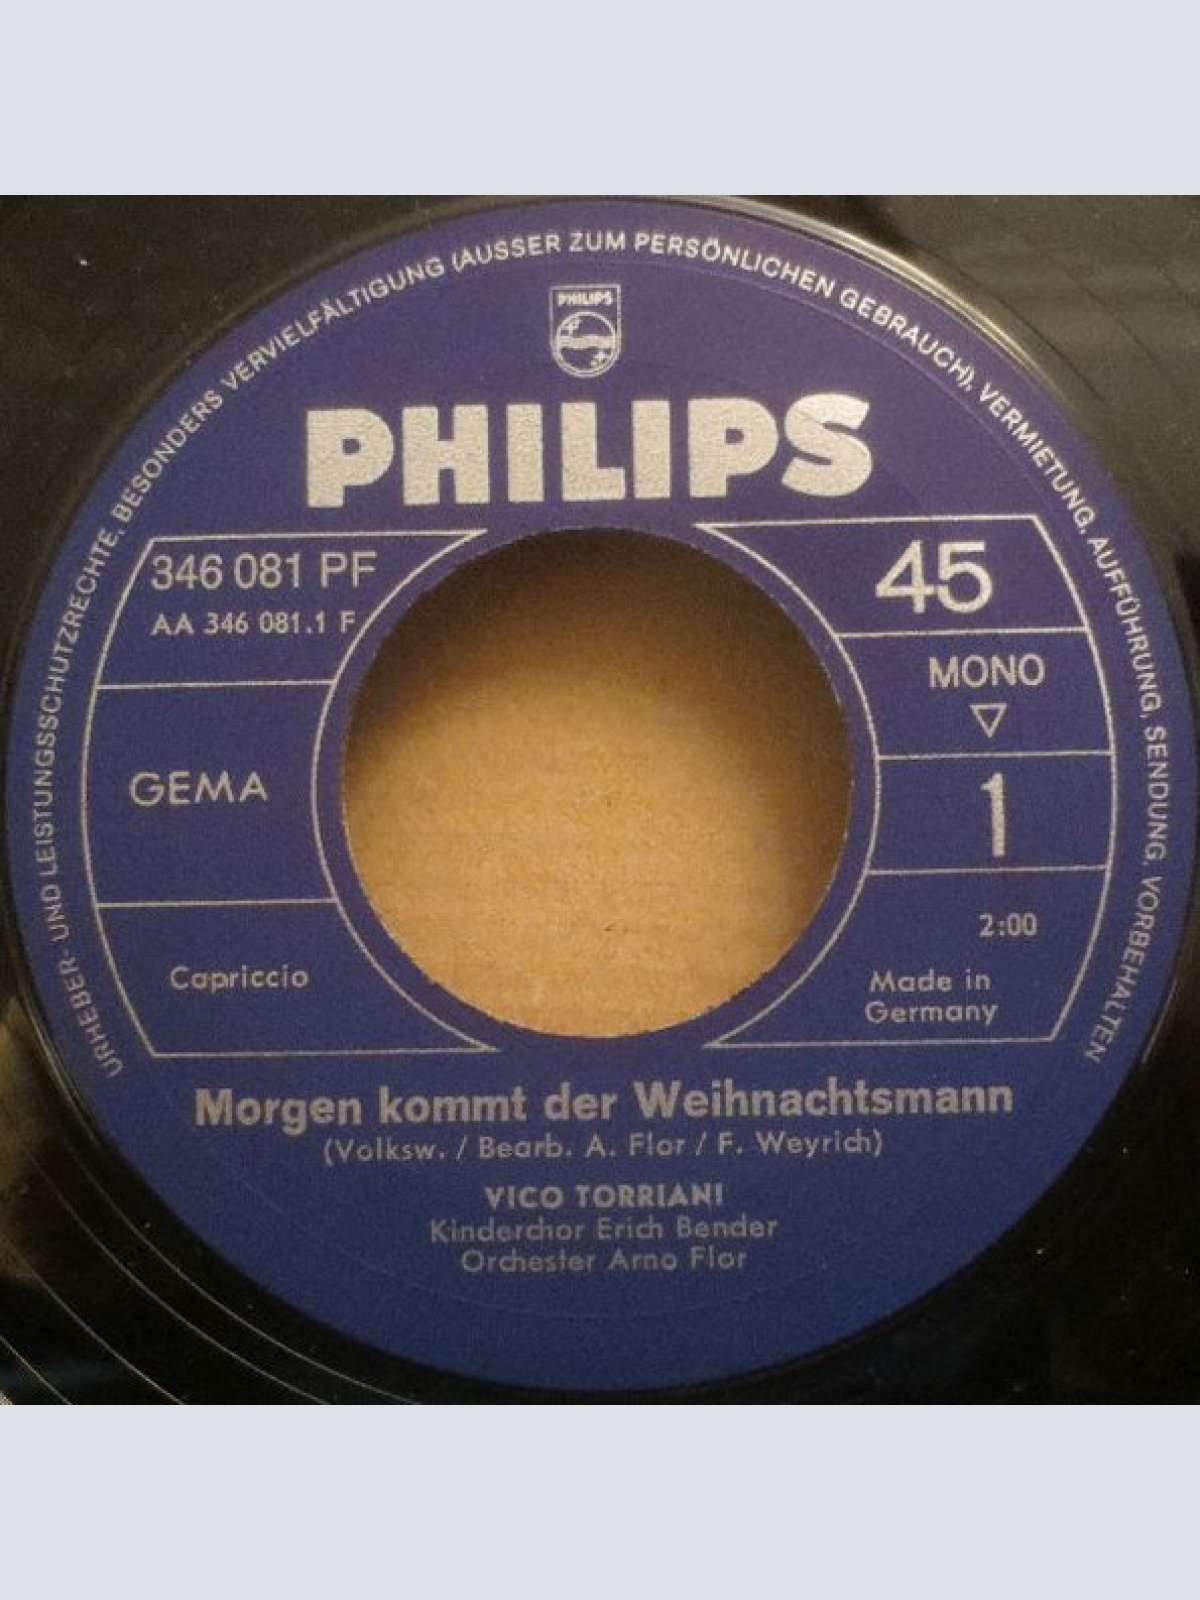 URHEBER- UND LEISTUNGSSCHUTZRECHTE, BESONDERS VERVIELFÄLTIGUNG (AUSSER ZUM PERSÖNLICHEN GEBRAUCH), VERMIETUNG, AUFFÜHRUNG, SENDUNG, VORBEHALTEN
PHILIPS
PHILIPS
346 081 PF
AA 346 081.1 F
GEMA
Capriccio
45
MONO
1
2:00
Made in
Germany
Morgen kommt der Weihnachtsmann
(Volksw. / Bearb. A. Flor / F. Weyrich)
VICO TORRIANI
Kinderchor Erich Bender
Orchester Arno Flor